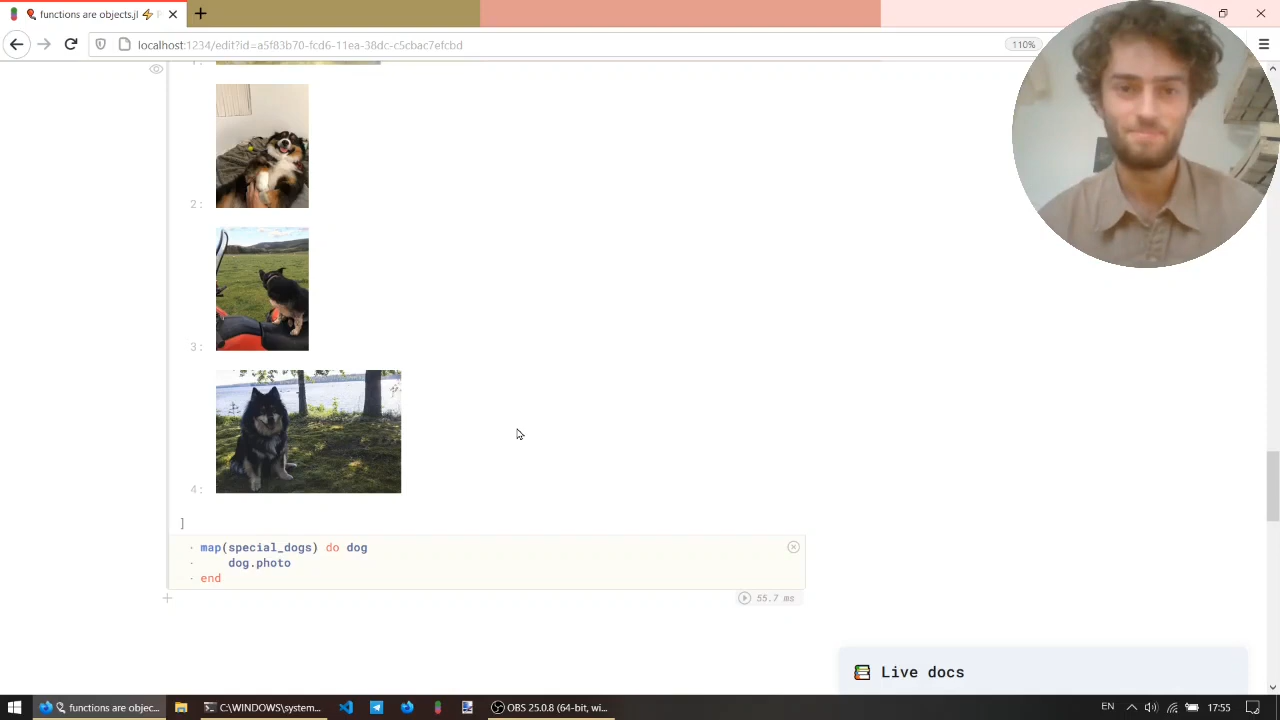 functions are objects.jl ⚡
localhost:1234/edit?id=a5f83b70-fcd6-11ea-38dc-c5cbac7efcbd
110%
2:
3:
4:
]
map(special_dogs) do dog
dog.photo
end
55.7 ms
Live docs
functions are objec...
C:\WINDOWS\system...
OBS 25.0.8 (64-bit, wi...
EN
17:55